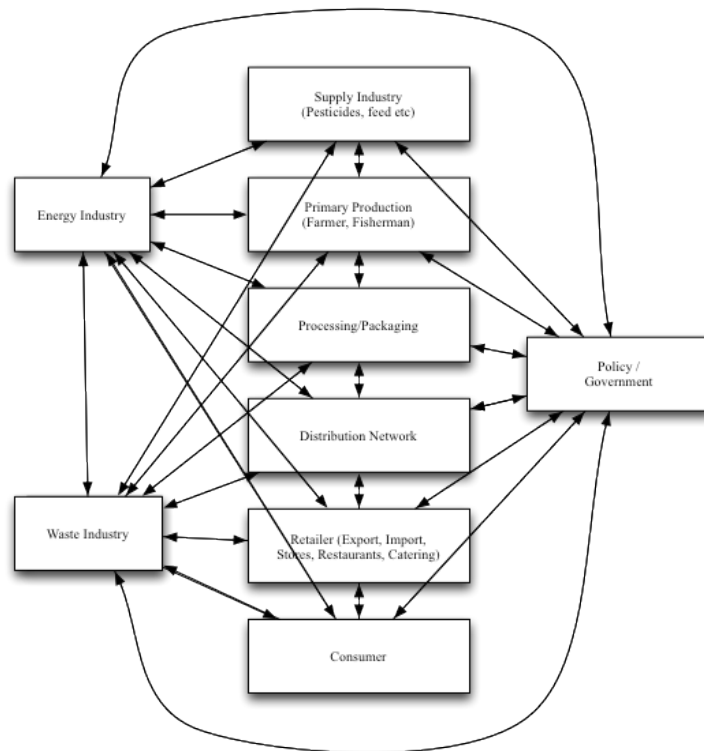 Supply Industry
(Pesticides, feed etc)
Energy Industry
Primary Production
(Farmer, Fisherman)
Processing/Packaging
Policy /
Government
Distribution Network
Waste Industry
Retailer (Export, Import,
Stores, Restaurants, Catering)
Consumer